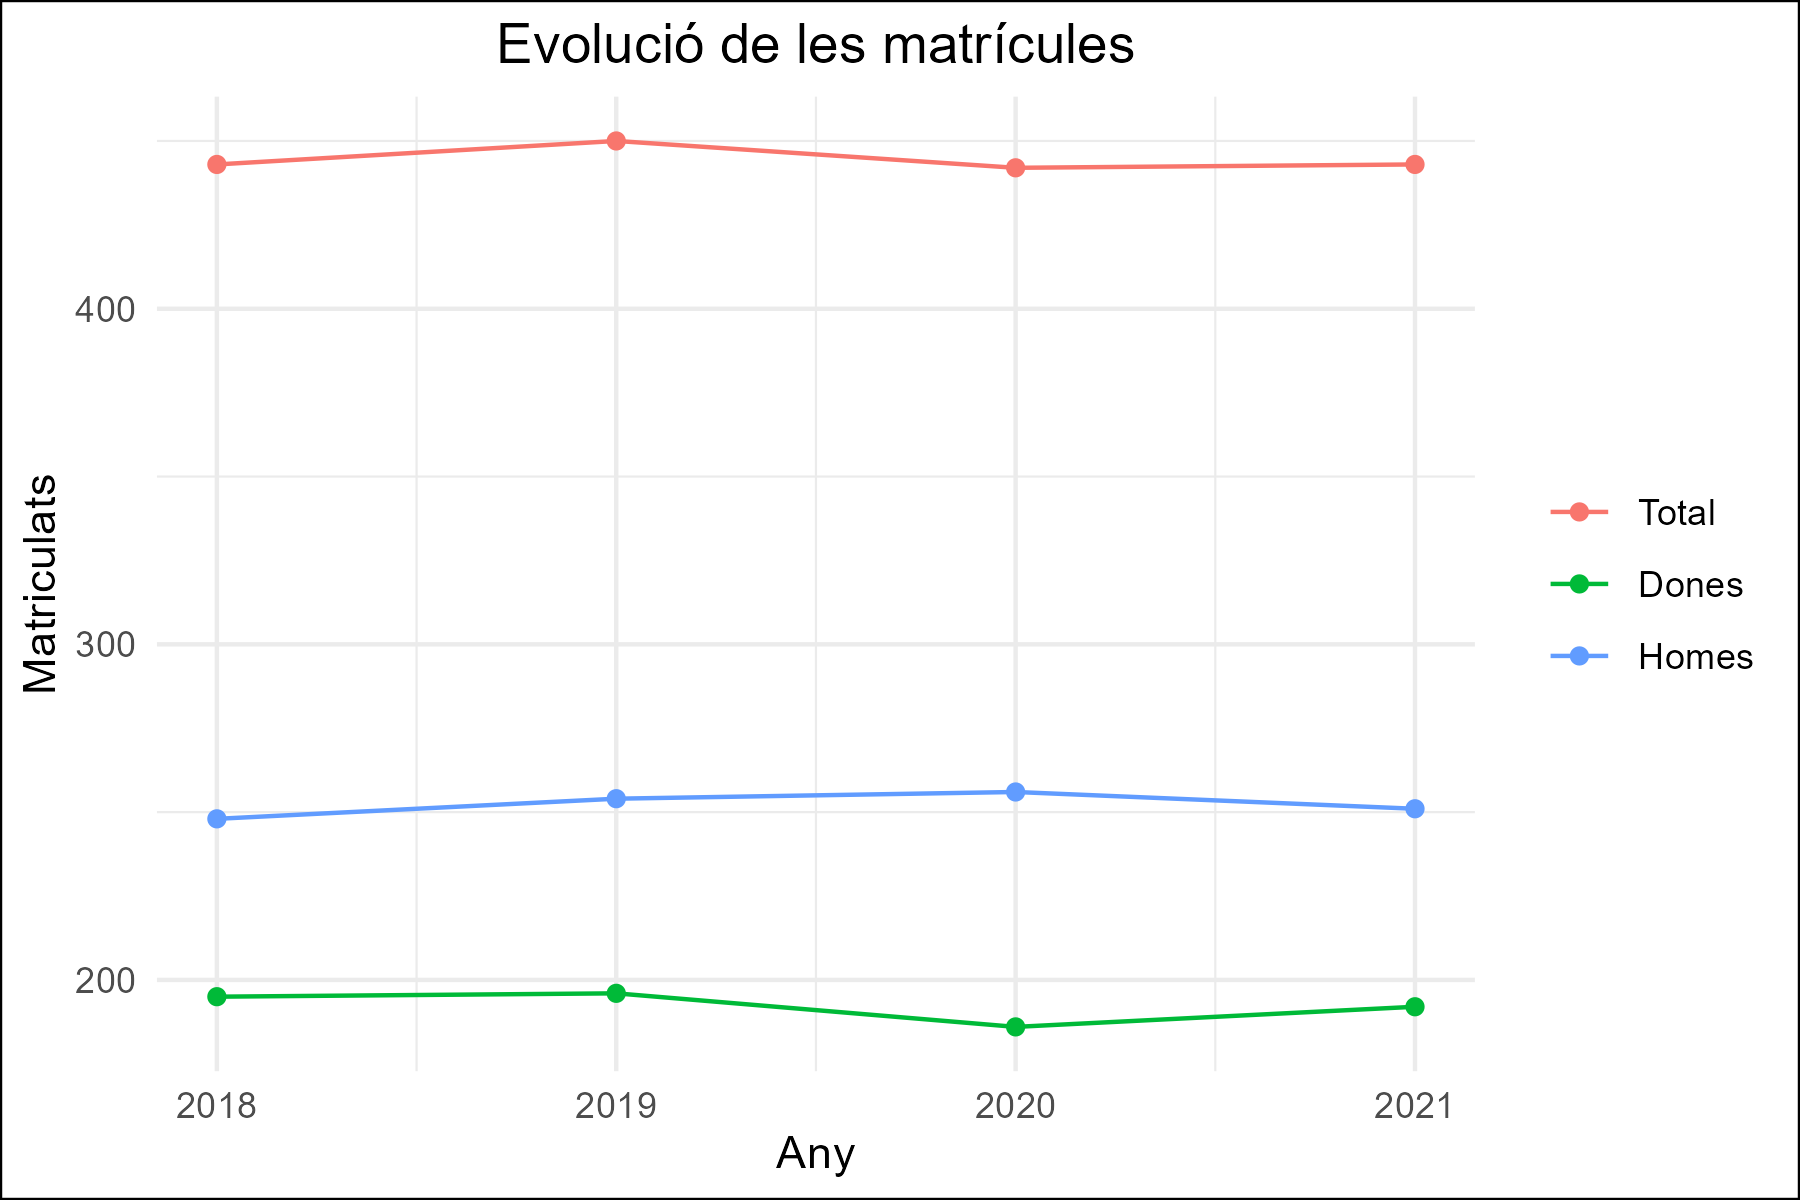 Evolució de les matrícules
Matriculats
400
300
200
2018 2019 2020 2021
Any
Total
Dones
Homes